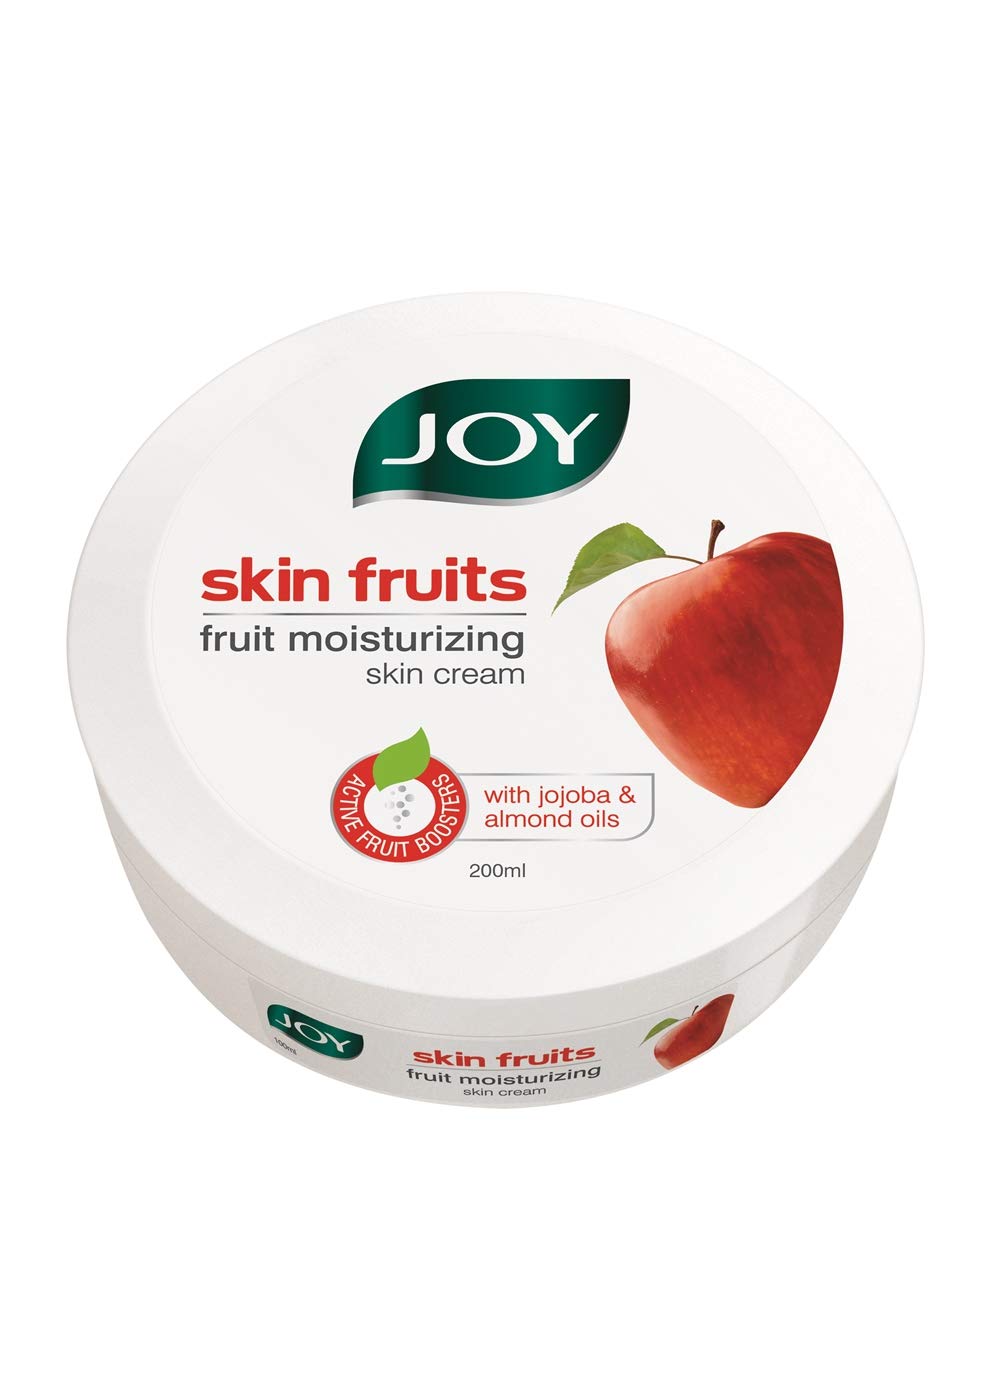 JOY
skin fruits
fruit moisturizing
skin cream
ACTIVE FRUIT BOOSTERS
with jojoba &
almond oils
200ml
JOY
100ml
skin fruits
fruit moisturizing
skin cream